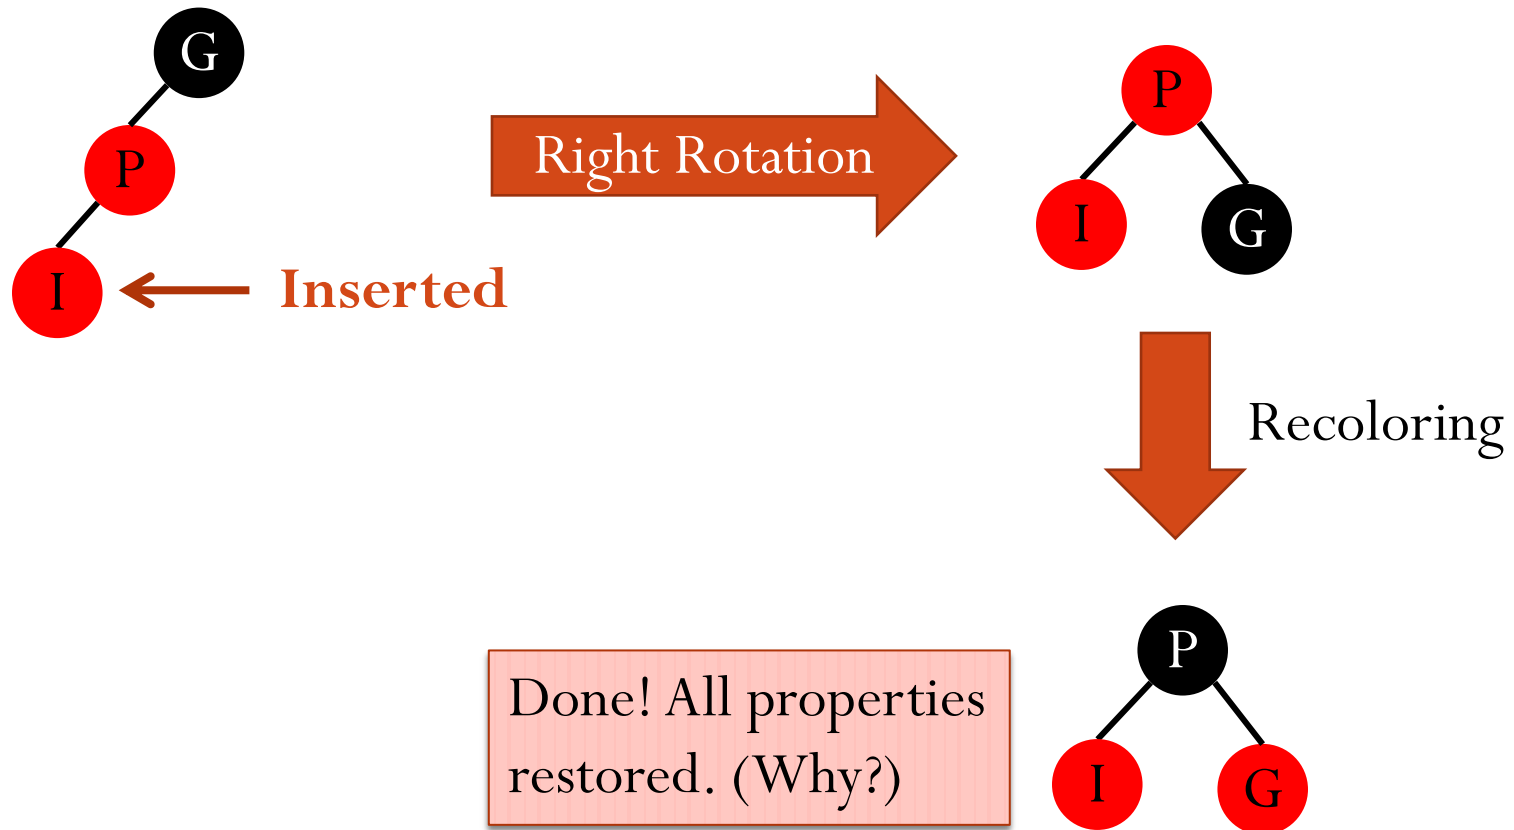 G
P
I
Inserted
Right Rotation
P
I
G
Recoloring
P
I
G
Done! All properties
restored. (Why?)